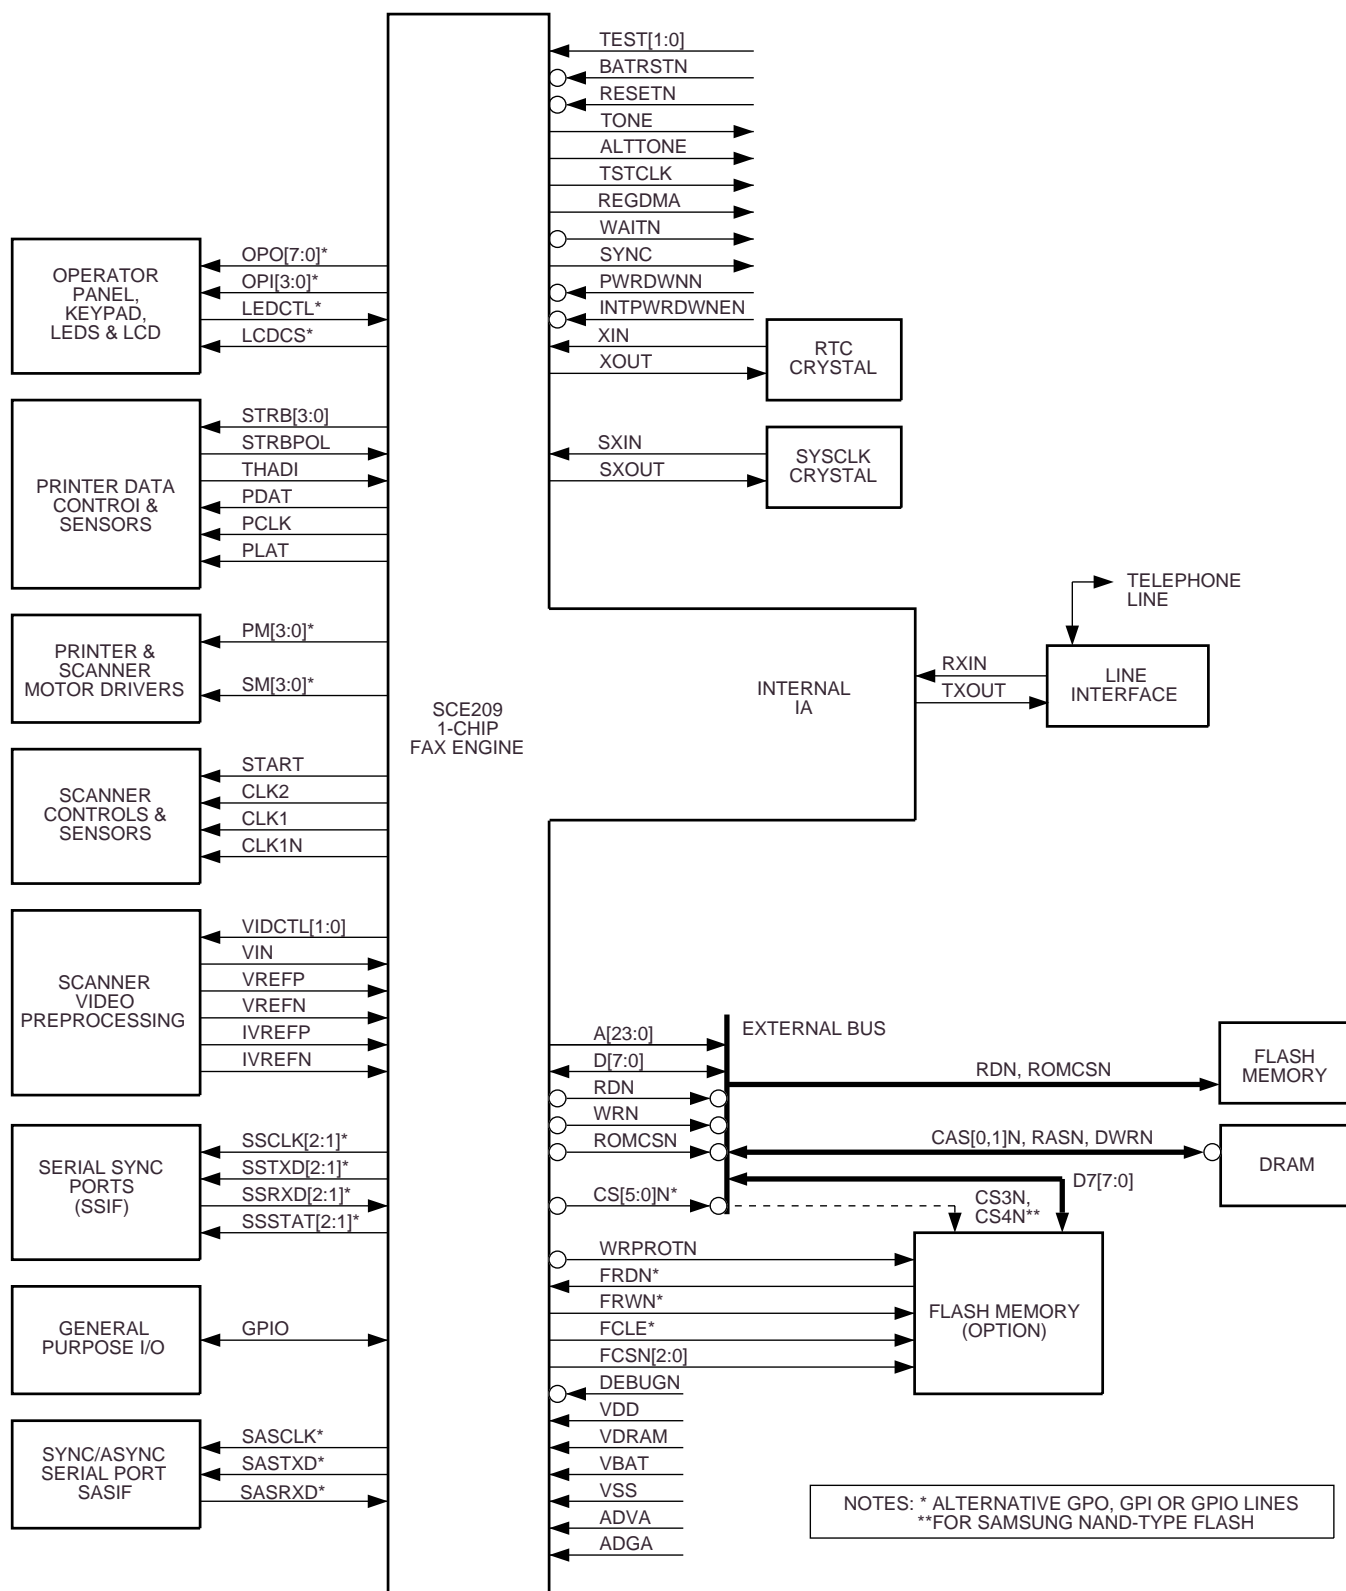 TEST[1:0]
BATRSTN
RESETN
TONE
ALTTONE
TSTCLK
REGDMA
WAITN
SYNC
PWRDWNN
INTPWRDWNEN
XIN
XOUT
RTC
CRYSTAL
SXIN
SXOUT
SYSCLK
CRYSTAL
OPERATOR
PANEL,
KEYPAD,
LEDS & LCD
OPO[7:0]*
OPI[3:0]*
LEDCTL*
LCDCS*
PRINTER DATA
CONTROI &
SENSORS
STRB[3:0]
STRBPOL
THADI
PDAT
PCLK
PLAT
PRINTER &
SCANNER
MOTOR DRIVERS
PM[3:0]*
SM[3:0]*
SCE209
1-CHIP
FAX ENGINE
INTERNAL
IA
RXIN
TXOUT
LINE
INTERFACE
TELEPHONE
LINE
SCANNER
CONTROLS &
SENSORS
START
CLK2
CLK1
CLK1N
SCANNER
VIDEO
PREPROCESSING
VIDCTL[1:0]
VIN
VREFP
VREFN
IVREFP
IVREFN
SERIAL SYNC
PORTS
(SSIF)
SSCLK[2:1]*
SSTXD[2:1]*
SSRXD[2:1]*
SSSTAT[2:1]*
GENERAL
PURPOSE I/O
GPIO
SYNC/ASYNC
SERIAL PORT
SASIF
SASCLK*
SASTXD*
SASRXD*
A[23:0]
D[7:0]
RDN
WRN
ROMCSN
CS[5:0]N*
EXTERNAL BUS
RDN, ROMCSN
FLASH
MEMORY
CAS[0,1]N, RASN, DWRN
DRAM
D7[7:0]
CS3N,
CS4N**
WRPROTN
FRDN*
FRWN*
FCLE*
FCSN[2:0]
FLASH MEMORY
(OPTION)
DEBUGN
VDD
VDRAM
VBAT
VSS
ADVA
ADGA
NOTES: * ALTERNATIVE GPO, GPI OR GPIO LINES
**FOR SAMSUNG NAND-TYPE FLASH